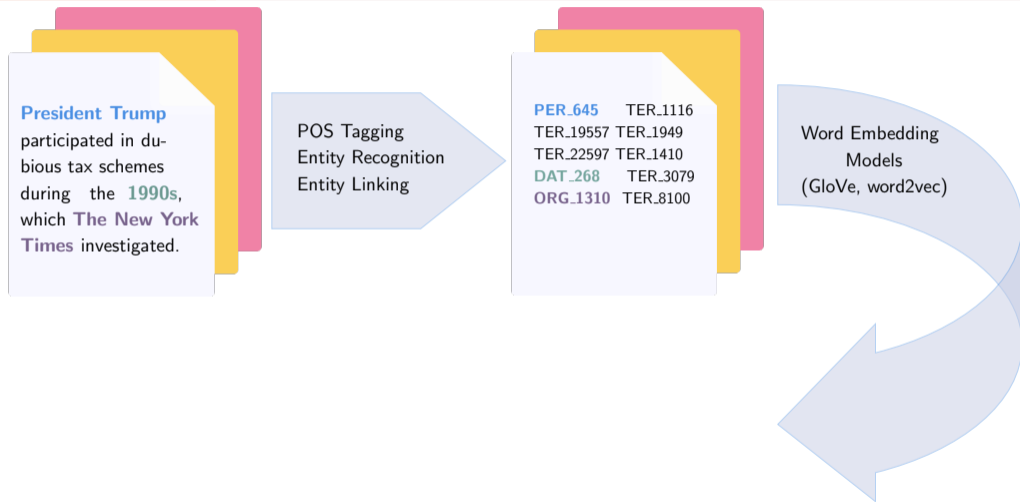 President Trump
participated in du-
bious tax schemes
during the 1990s,
which The New York
Times investigated.
POS Tagging
Entity Recognition
Entity Linking
PER_645 TER_1116
TER_19557 TER_1949
TER_22597 TER_1410
DAT_268 TER_3079
ORG_1310 TER_8100
Word Embedding
Models
(GloVe, word2vec)